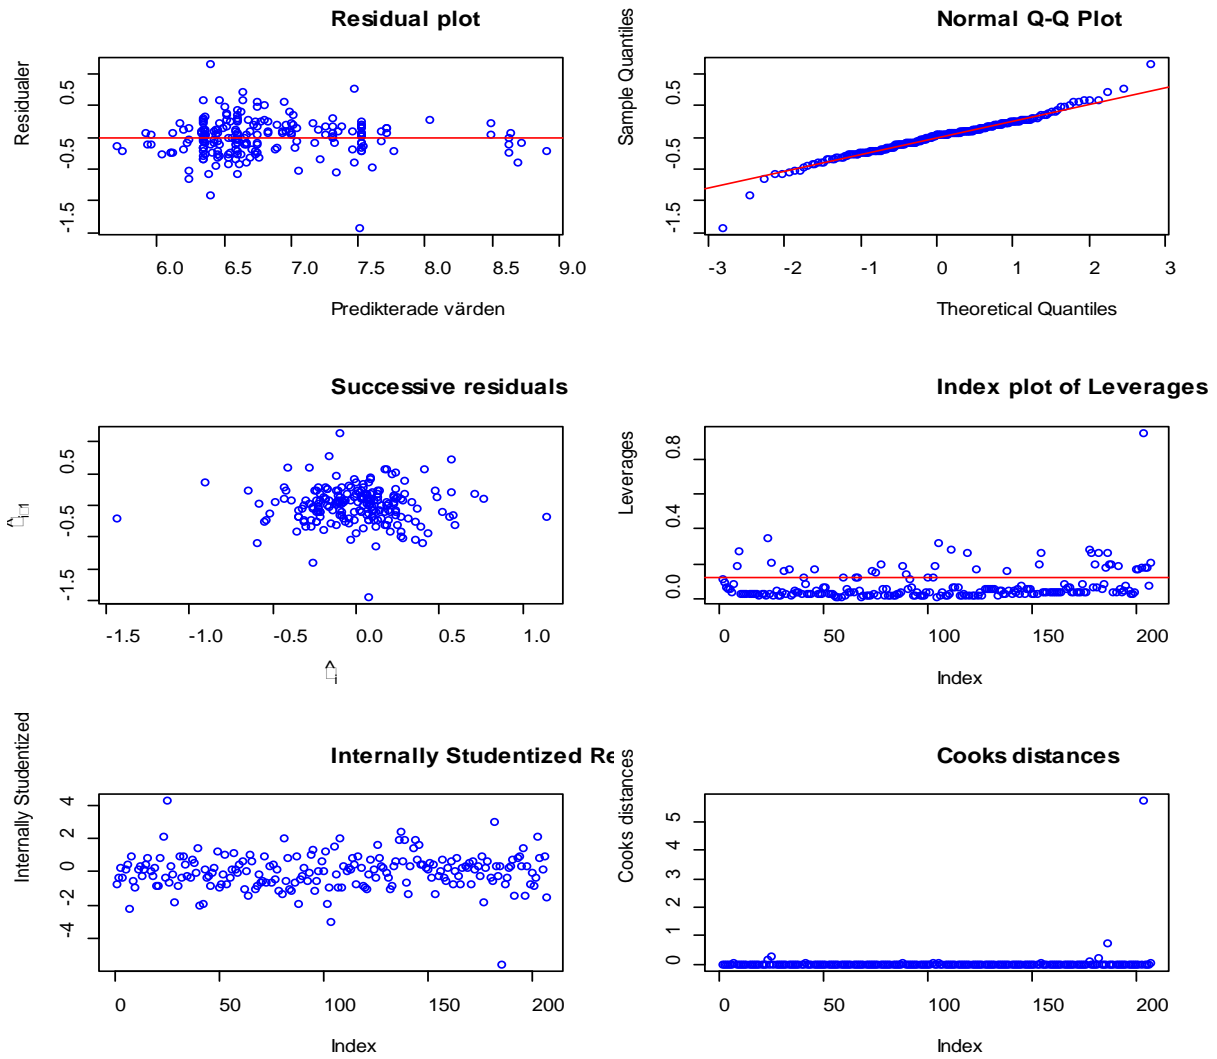 Residual plot
Residualer
0.5
-0.5
-1.5
6.0 6.5 7.0 7.5 8.0 8.5 9.0
Predikterade värden
Normal Q-Q Plot
Sample Quantiles
0.5
-0.5
-1.5
-3 -2 -1 0 1 2 3
Theoretical Quantiles
Successive residuals
0.5
-0.5
-1.5
-1.5 -1.0 -0.5 0.0 0.5 1.0
i
Index plot of Leverages
Leverages
0.8
0.4
0.0
0 50 100 150 200
Index
Internally Studentized Re
Internally Studentized
4
2
0
-2
-4
0 50 100 150 200
Index
Cooks distances
Cooks distances
5
4
3
2
1
0
0 50 100 150 200
Index